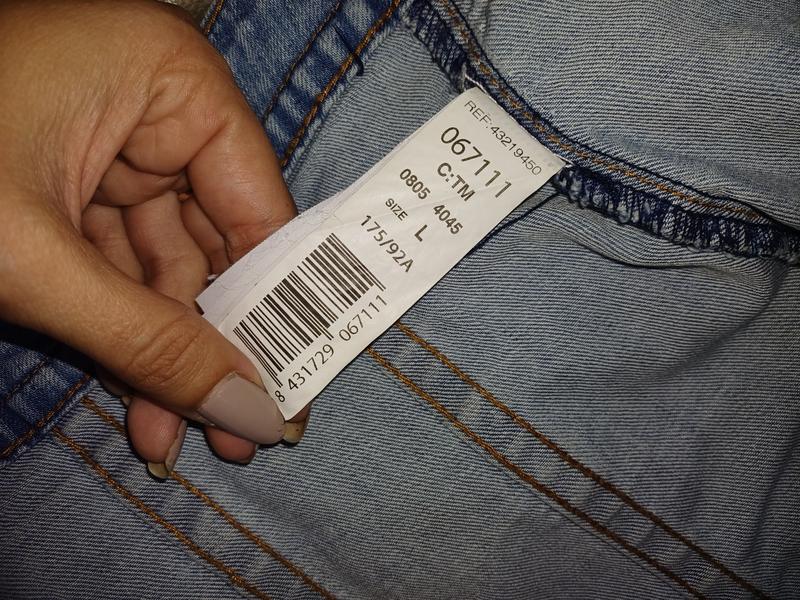 REF:43219450
067111
C:TM
0805 4045
SIZE L
175/92A
8 431729 067111